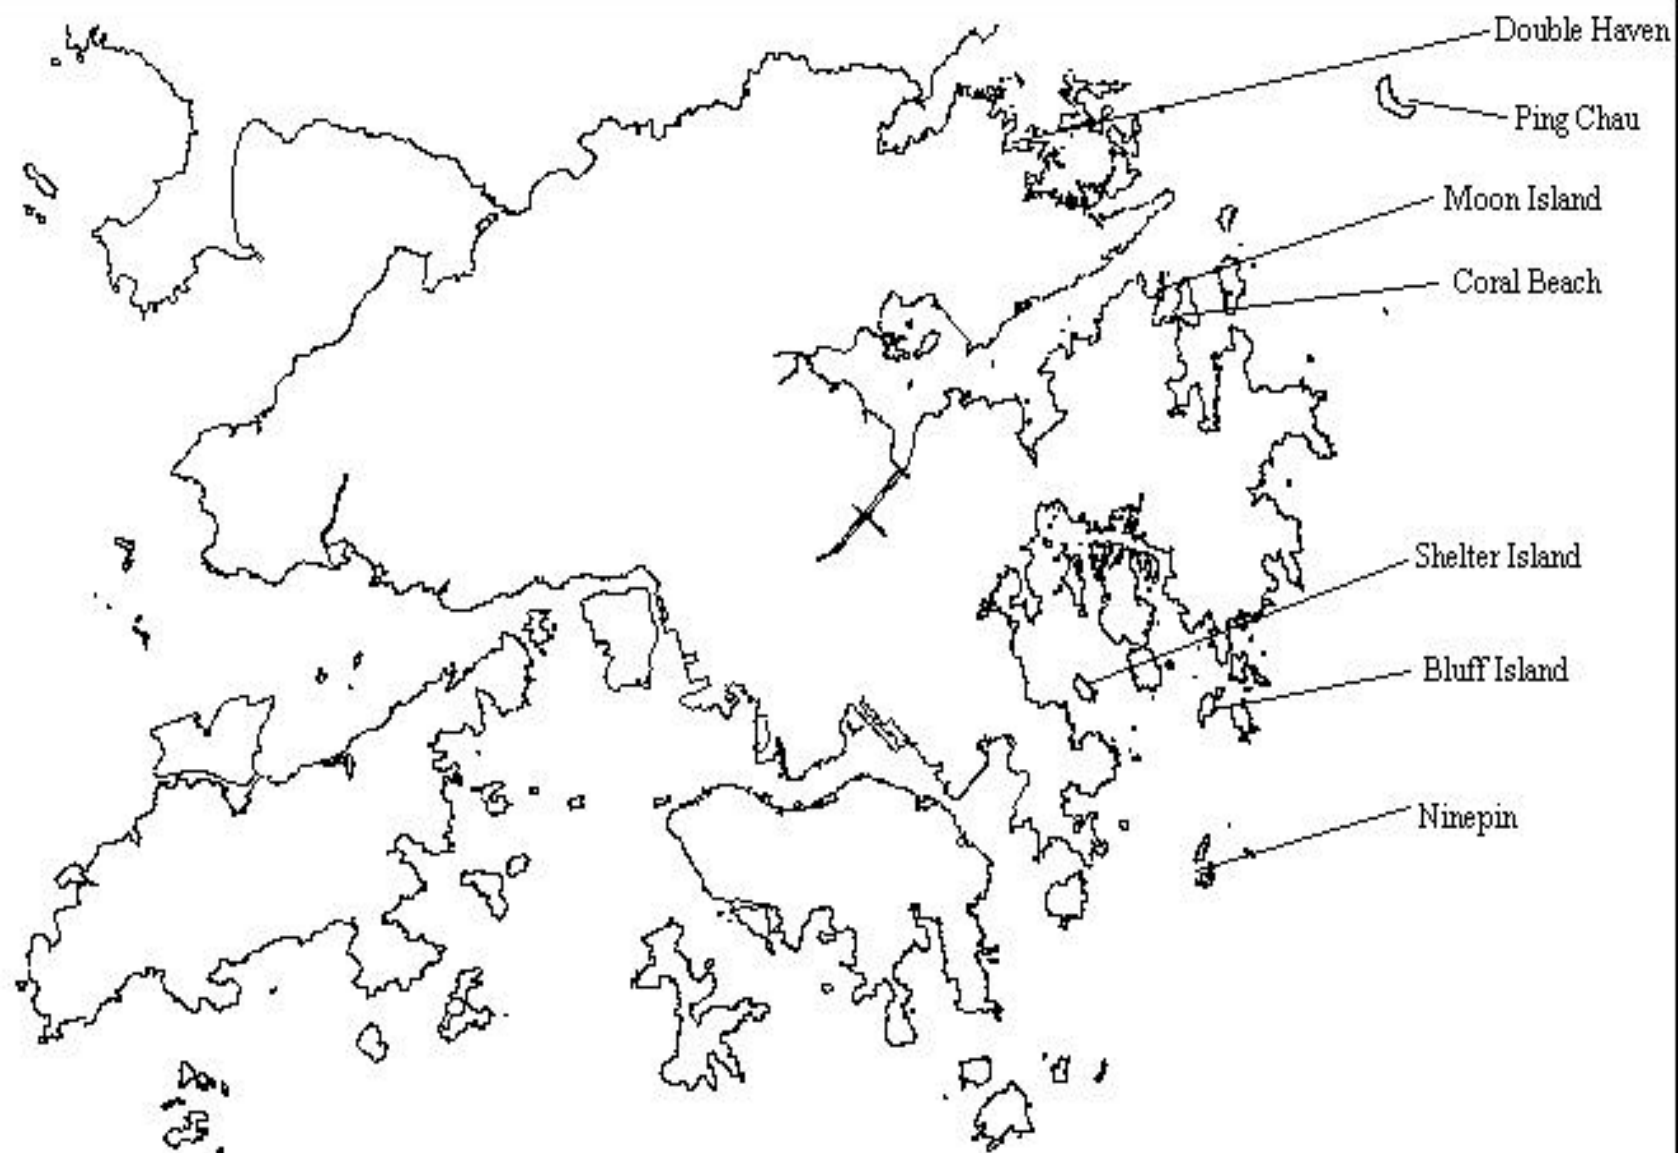 Double Haven
Ping Chau
Moon Island
Coral Beach
Shelter Island
Bluff Island
Ninepin